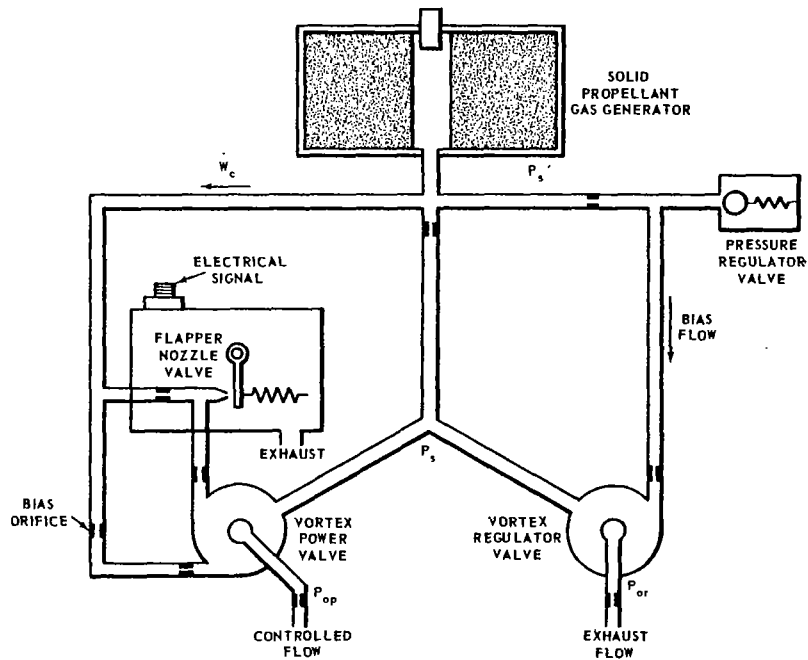 SOLID
PROPELLANT
GAS GENERATOR
Ẇc
Ps'
PRESSURE
REGULATOR
VALVE
ELECTRICAL
SIGNAL
BIAS
FLOW
FLAPPER
NOZZLE
VALVE
EXHAUST
Ps
BIAS
ORIFICE
VORTEX
POWER
VALVE
VORTEX
REGULATOR
VALVE
Pop
Por
CONTROLLED
FLOW
EXHAUST
FLOW